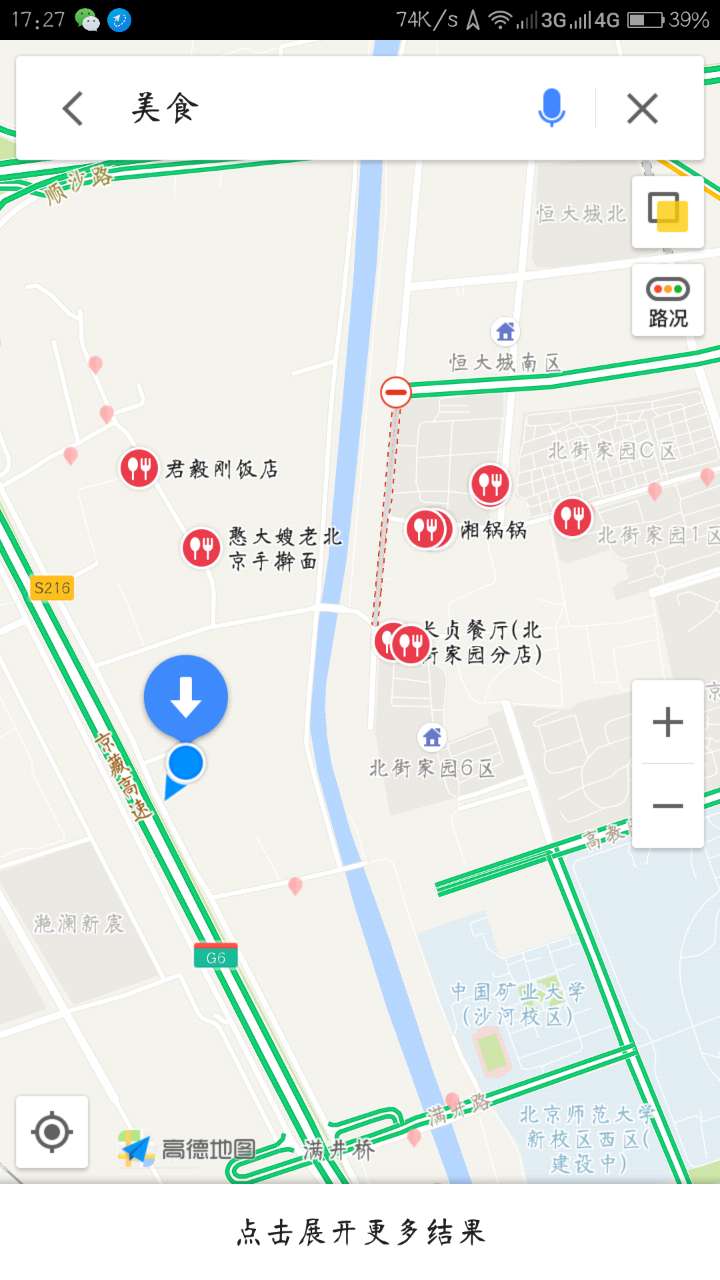 17:27
74K/s 3G 4G 39%
美食
顺沙路
恒大城北
路况
恒大城南区
北街家园C区
君毅刚饭店
湘锅锅
北街家园1区
憨大嫂老北
京手擀面
S216
长贞餐厅(北
街家园分店)
京
北街家园6区
京藏高速
高教
滟澜新宸
G6
中国矿业大学
(沙河校区)
满井路
北京师范大学
新校区西区(
建设中)
高德地图
满井桥
点击展开更多结果